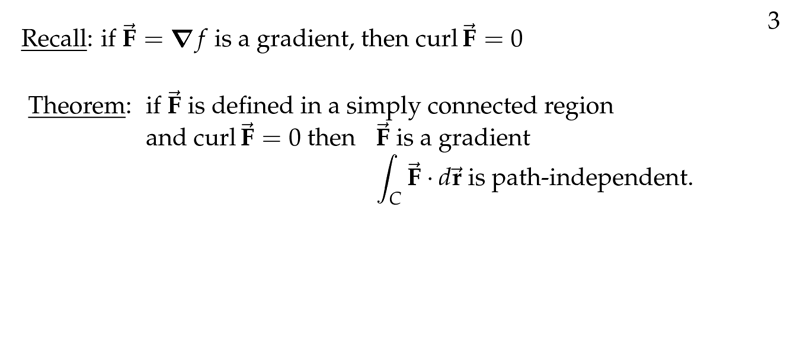 3
Recall: if $\vec{\mathbf{F}} = \boldsymbol{\nabla} f$ is a gradient, then curl $\vec{\mathbf{F}} = 0$
Theorem: if $\vec{\mathbf{F}}$ is defined in a simply connected region
and curl $\vec{\mathbf{F}} = 0$ then $\vec{\mathbf{F}}$ is a gradient
$\int_C \vec{\mathbf{F}} \cdot d\vec{\mathbf{r}}$ is path-independent.